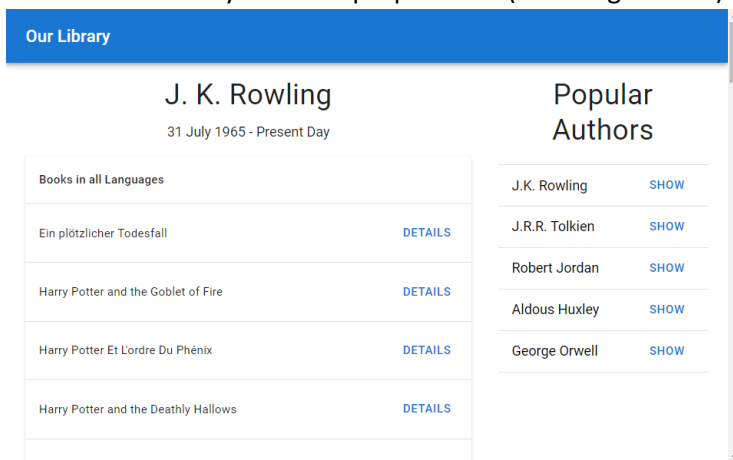 Our Library
J. K. Rowling
31 July 1965 - Present Day
Books in all Languages
Ein plötzlicher Todesfall DETAILS
Harry Potter and the Goblet of Fire DETAILS
Harry Potter Et L'ordre Du Phénix DETAILS
Harry Potter and the Deathly Hallows DETAILS
Popular
Authors
J.K. Rowling SHOW
J.R.R. Tolkien SHOW
Robert Jordan SHOW
Aldous Huxley SHOW
George Orwell SHOW